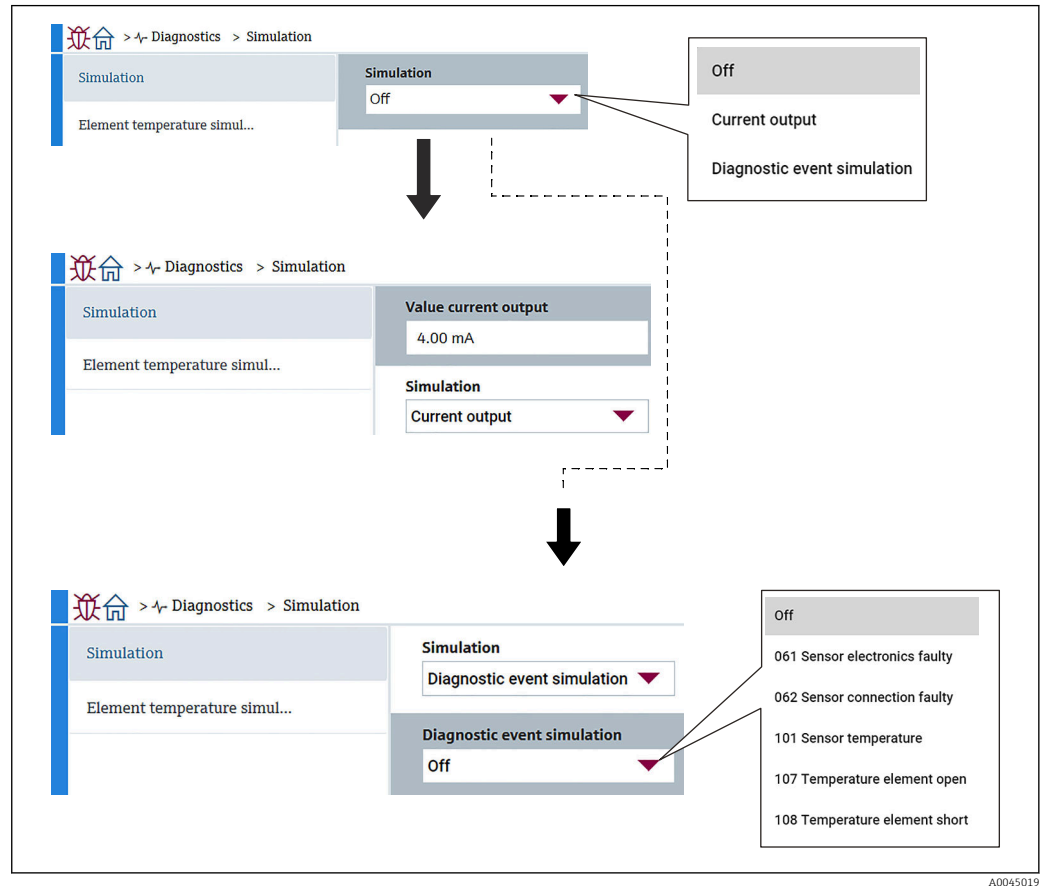 > Diagnostics > Simulation
Simulation
Element temperature simul...
Simulation
Off
Off
Current output
Diagnostic event simulation
> Diagnostics > Simulation
Simulation
Element temperature simul...
Value current output
4.00 mA
Simulation
Current output
> Diagnostics > Simulation
Simulation
Element temperature simul...
Simulation
Diagnostic event simulation
Diagnostic event simulation
Off
Off
061 Sensor electronics faulty
062 Sensor connection faulty
101 Sensor temperature
107 Temperature element open
108 Temperature element short
A0045019